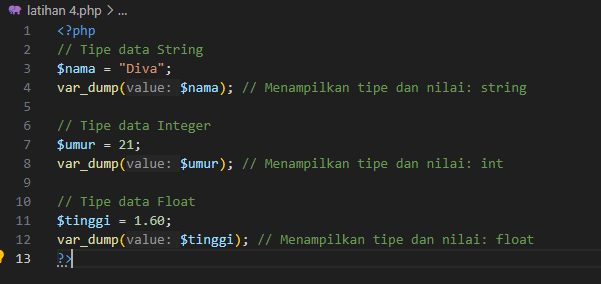 latihan 4.php > ...
1 <?php
2 // Tipe data String
3 $nama = "Diva";
4 var_dump(value: $nama); // Menampilkan tipe dan nilai: string
5
6 // Tipe data Integer
7 $umur = 21;
8 var_dump(value: $umur); // Menampilkan tipe dan nilai: int
9
10 // Tipe data Float
11 $tinggi = 1.60;
12 var_dump(value: $tinggi); // Menampilkan tipe dan nilai: float
13 ?>